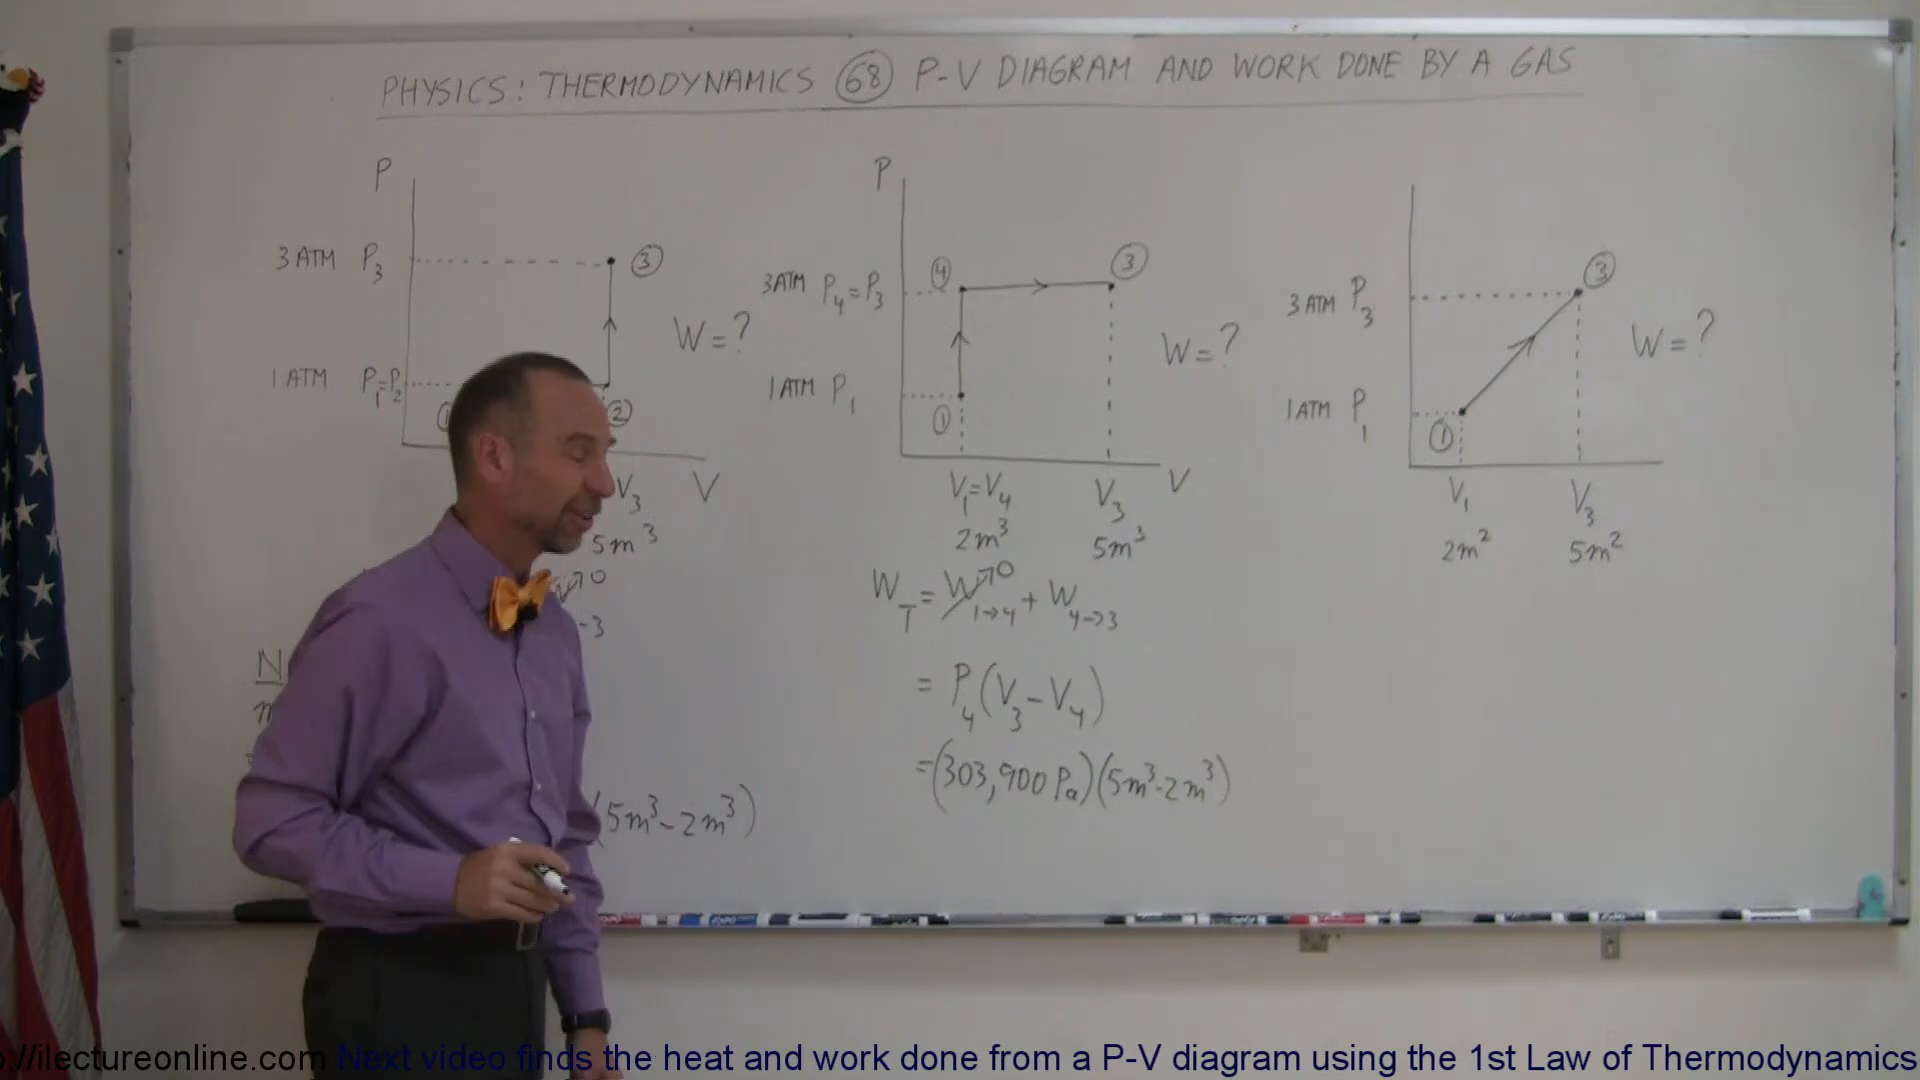 PHYSICS: THERMODYNAMICS 68 P-V DIAGRAM AND WORK DONE BY A GAS
P
3 ATM P₃
3
W = ?
1 ATM P₁=P₂
2
V₃
V
5m³
0
-3
N
(5m³-2m³)
P
3ATM P₄=P₃
4
3
W = ?
1 ATM P₁
1
V₁=V₄
V₃
V
2m³
5m³
W_T = W₁→₄ →0 + W₄→₃
= P₄(V₃-V₄)
=(303,900 Pa)(5m³-2m³)
3 ATM P₃
3
W = ?
1 ATM P₁
1
V₁
V₃
2m²
5m²
://ilectureonline.com Next video finds the heat and work done from a P-V diagram using the 1st Law of Thermodynamics